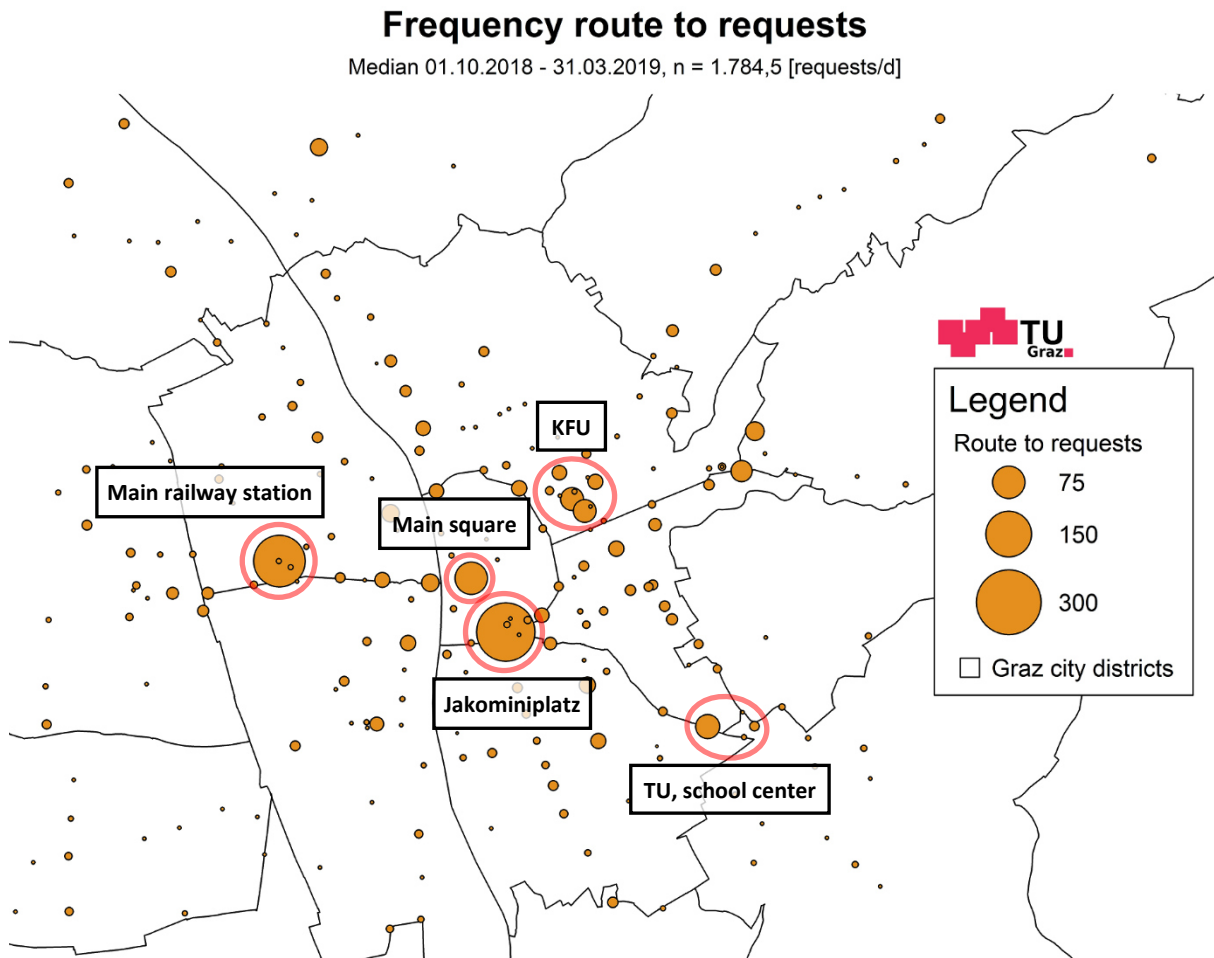 Frequency route to requests
Median 01.10.2018 - 31.03.2019, n = 1.784,5 [requests/d]
TU
Graz
Legend
Route to requests
75
150
300
Graz city districts
KFU
Main railway station
Main square
Jakominiplatz
TU, school center